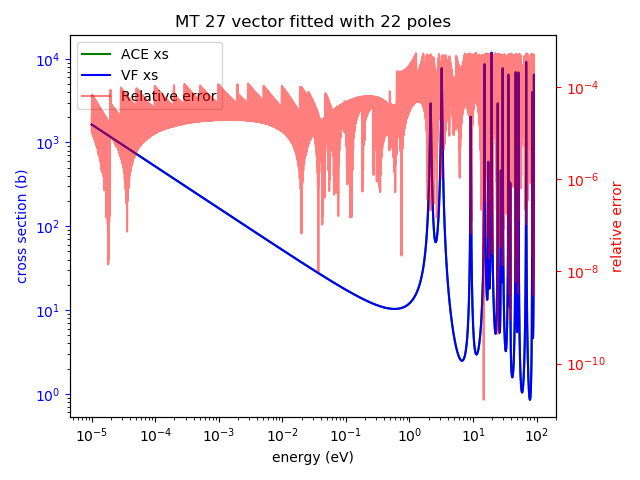 MT 27 vector fitted with 22 poles
ACE xs
VF xs
Relative error
cross section (b)
10^4
10^3
10^2
10^1
10^0
10^-4
10^-6
10^-8
10^-10
relative error
10^-5
10^-4
10^-3
10^-2
10^-1
10^0
10^1
10^2
energy (eV)